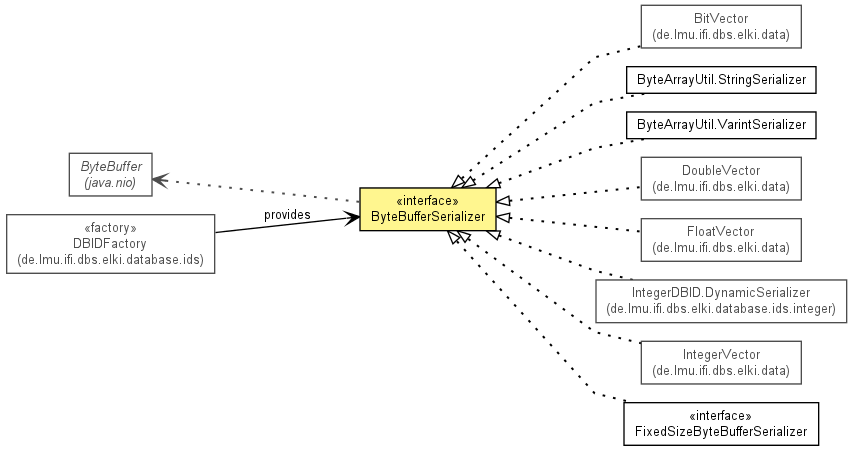 BitVector
(de.lmu.ifi.dbs.elki.data)
ByteArrayUtil.StringSerializer
ByteArrayUtil.VarintSerializer
ByteBuffer
(java.nio)
DoubleVector
(de.lmu.ifi.dbs.elki.data)
«interface»
ByteBufferSerializer
provides
«factory»
DBIDFactory
(de.lmu.ifi.dbs.elki.database.ids)
FloatVector
(de.lmu.ifi.dbs.elki.data)
IntegerDBID.DynamicSerializer
(de.lmu.ifi.dbs.elki.database.ids.integer)
IntegerVector
(de.lmu.ifi.dbs.elki.data)
«interface»
FixedSizeByteBufferSerializer